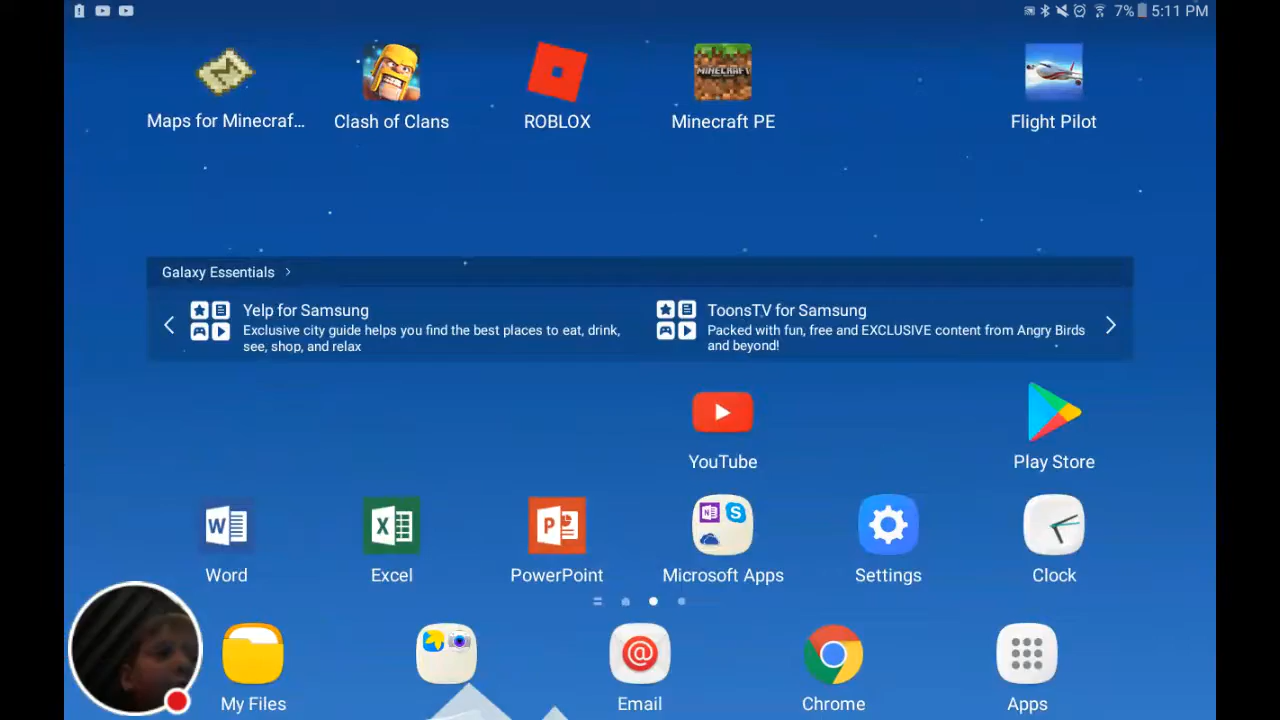 7% 5:11 PM
Maps for Minecraf...
Clash of Clans
ROBLOX
MINECRAFT
Minecraft PE
Flight Pilot
Galaxy Essentials
Yelp for Samsung
Exclusive city guide helps you find the best places to eat, drink,
see, shop, and relax
ToonsTV for Samsung
Packed with fun, free and EXCLUSIVE content from Angry Birds
and beyond!
YouTube
Play Store
W
Word
X
Excel
P
PowerPoint
N S
Microsoft Apps
Settings
Clock
My Files
@
Email
Chrome
Apps